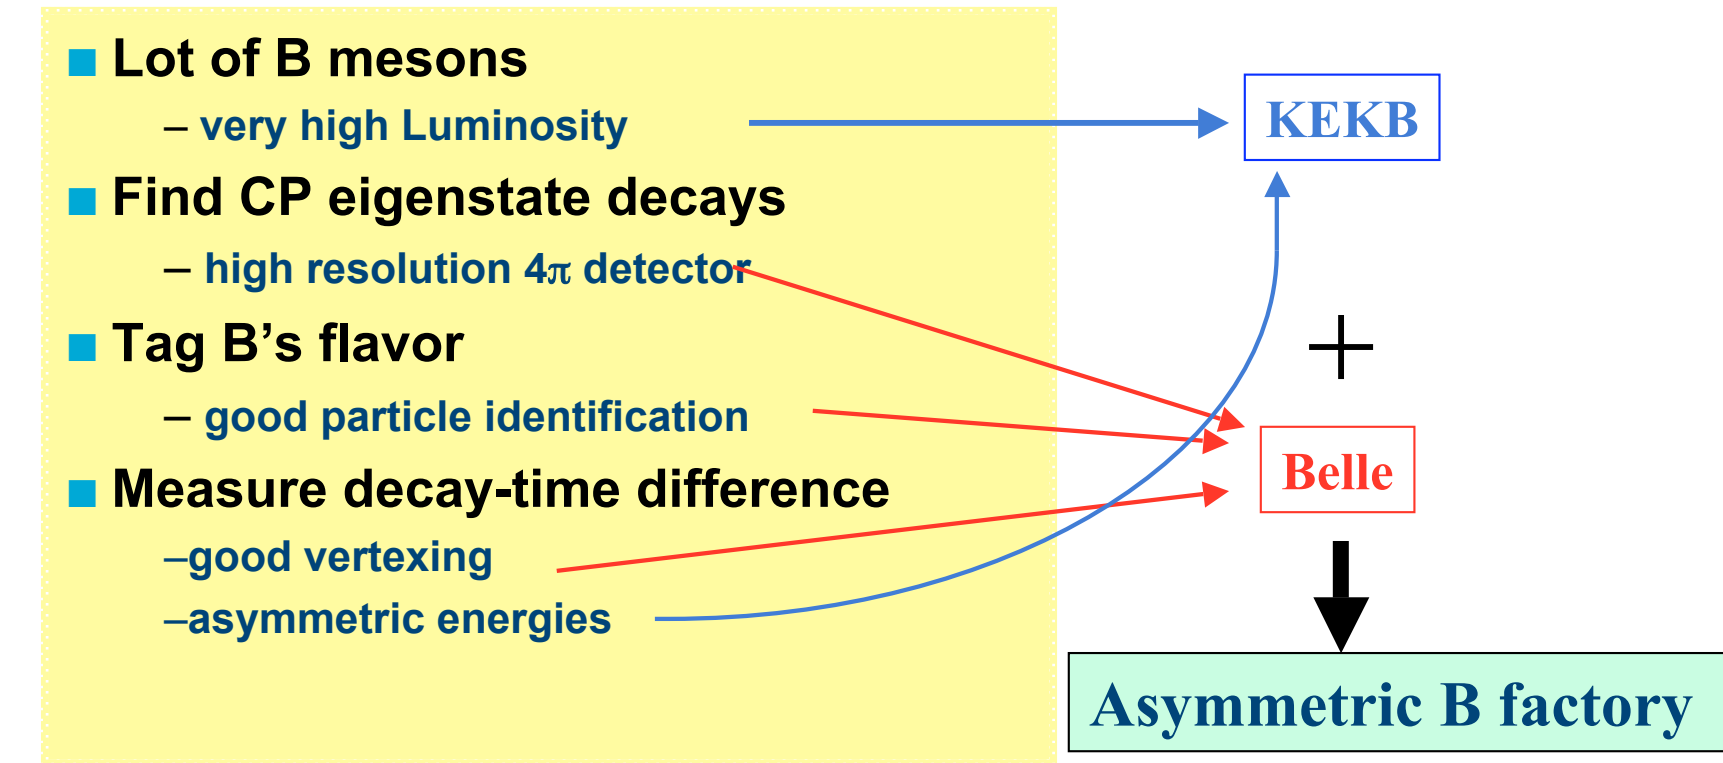 ■ Lot of B mesons
– very high Luminosity
■ Find CP eigenstate decays
– high resolution 4π detector
■ Tag B’s flavor
– good particle identification
■ Measure decay-time difference
–good vertexing
–asymmetric energies
KEKB
+
Belle
Asymmetric B factory